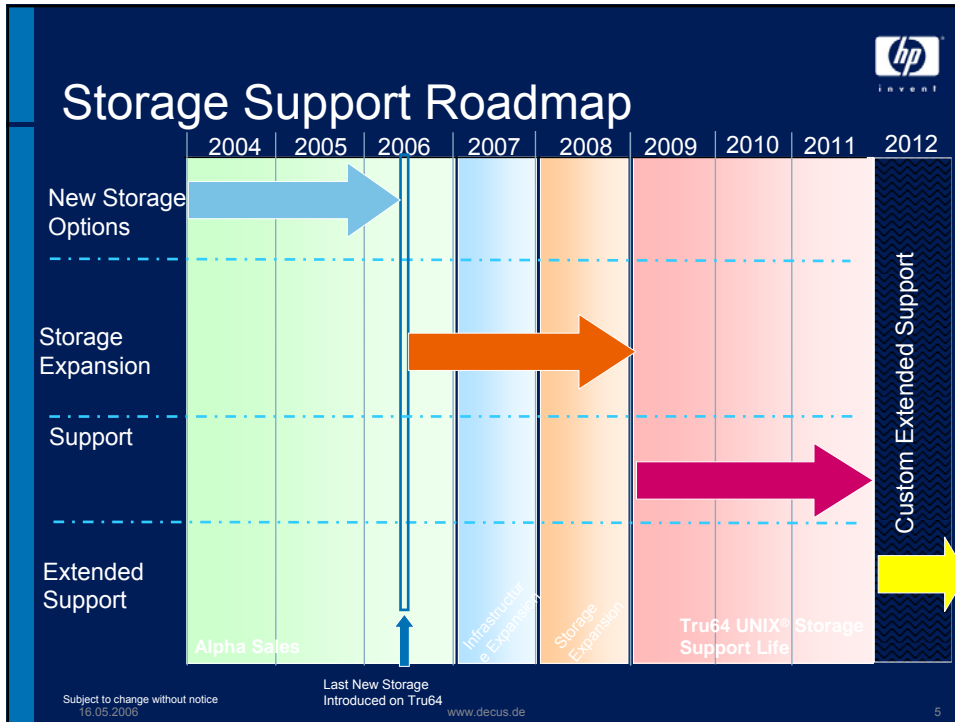 hp
invent
Storage Support Roadmap
2004 2005 2006 2007 2008 2009 2010 2011 2012
New Storage
Options
Storage
Expansion
Support
Extended
Support
Custom Extended Support
Alpha Sales
Infrastructur
e Expansion
Storage
Expansion
Tru64 UNIX® Storage
Support Life
Last New Storage
Introduced on Tru64
Subject to change without notice
16.05.2006
www.decus.de
5